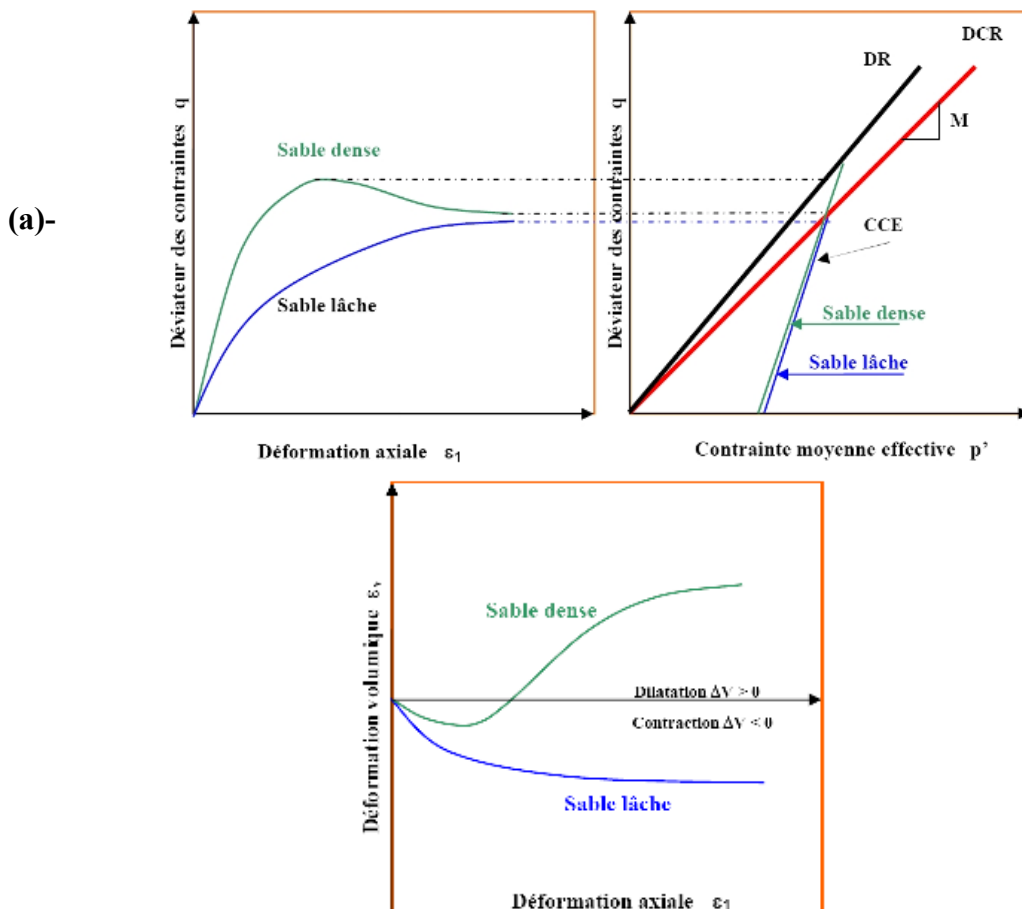 (a)-
Déviateur des contraintes q
Sable dense
Sable lâche
Déformation axiale ε₁
Déviateur des contraintes q
DR
DCR
M
CCE
Sable dense
Sable lâche
Contrainte moyenne effective p’
Déformation volumique εᵥ
Sable dense
Dilatation ΔV > 0
Contraction ΔV < 0
Sable lâche
Déformation axiale ε₁